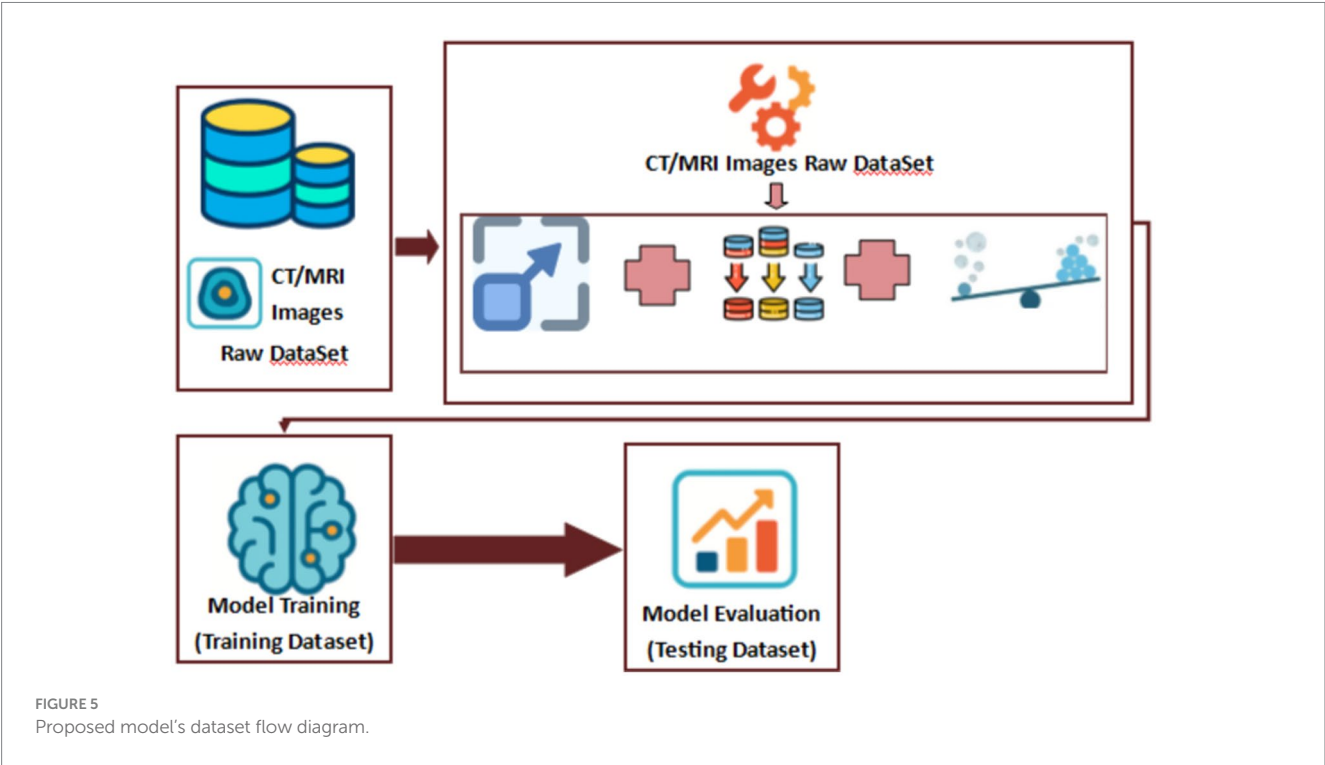 CT/MRI
Images
Raw DataSet
CT/MRI Images Raw DataSet
Model Training
(Training Dataset)
Model Evaluation
(Testing Dataset)
FIGURE 5
Proposed model's dataset flow diagram.